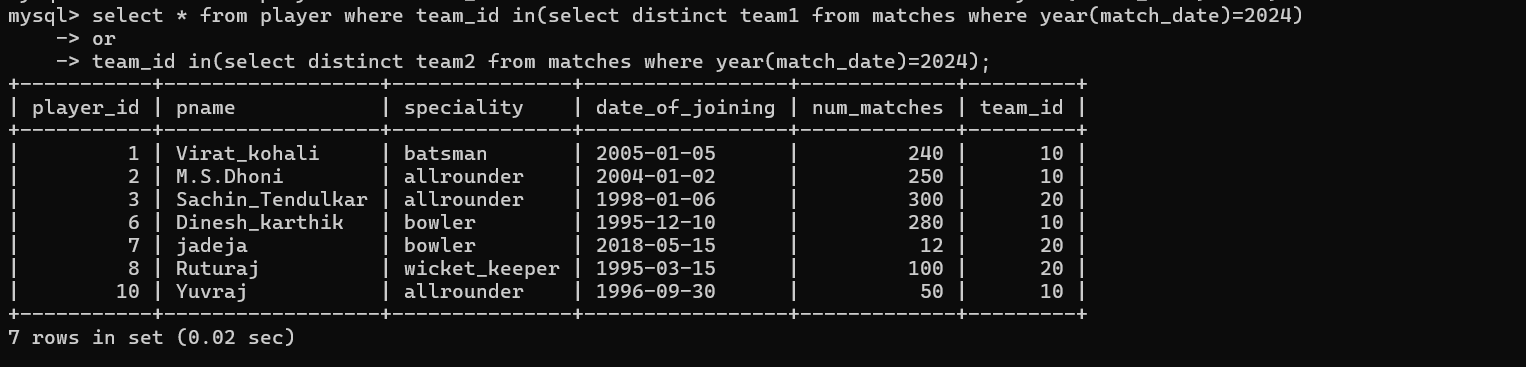 mysql> select * from player where team_id in(select distinct team1 from matches where year(match_date)=2024)
    -> or
    -> team_id in(select distinct team2 from matches where year(match_date)=2024);
+-----------+------------------+---------------+-----------------+-------------+---------+
| player_id | pname            | speciality    | date_of_joining | num_matches | team_id |
+-----------+------------------+---------------+-----------------+-------------+---------+
|         1 | Virat_kohali     | batsman       | 2005-01-05      |         240 |      10 |
|         2 | M.S.Dhoni        | allrounder    | 2004-01-02      |         250 |      10 |
|         3 | Sachin_Tendulkar | allrounder    | 1998-01-06      |         300 |      20 |
|         6 | Dinesh_karthik   | bowler        | 1995-12-10      |         280 |      10 |
|         7 | jadeja           | bowler        | 2018-05-15      |          12 |      20 |
|         8 | Ruturaj          | wicket_keeper | 1995-03-15      |         100 |      20 |
|        10 | Yuvraj           | allrounder    | 1996-09-30      |          50 |      10 |
+-----------+------------------+---------------+-----------------+-------------+---------+
7 rows in set (0.02 sec)